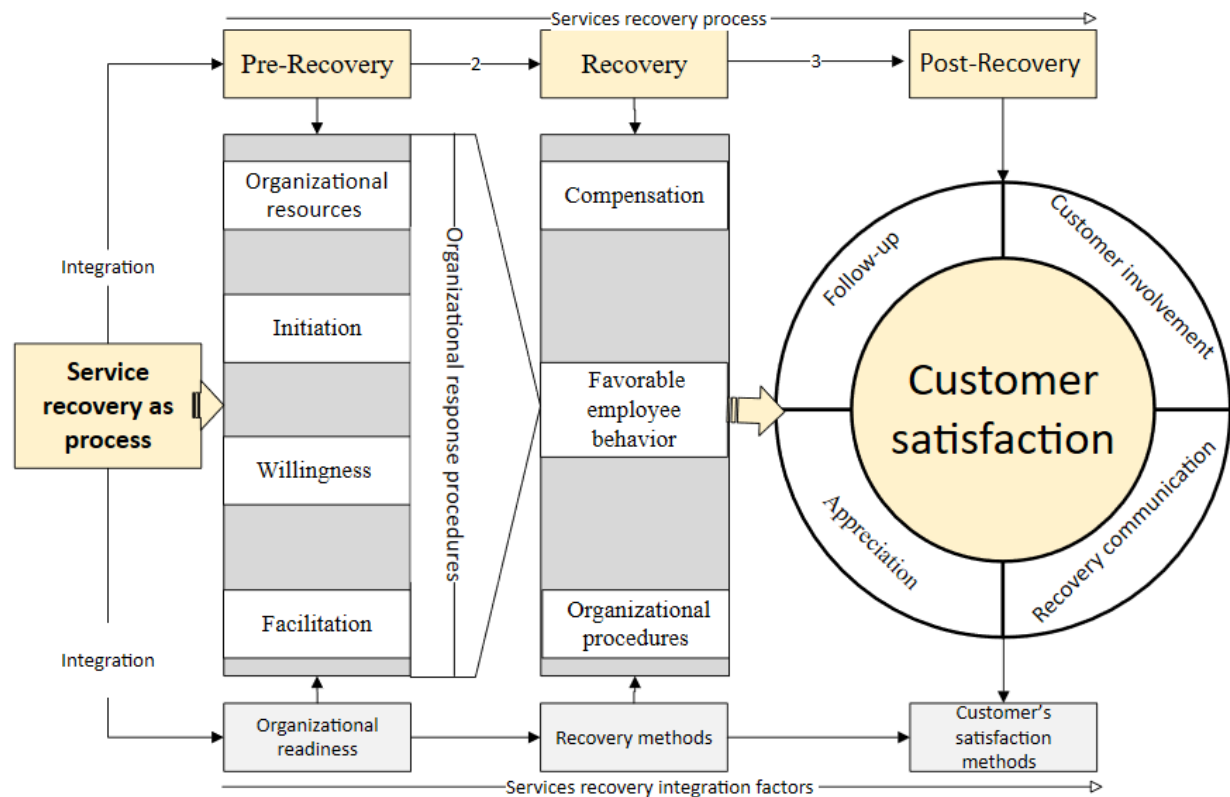 Services recovery process
Pre-Recovery
2
Recovery
3
Post-Recovery
Integration
Service
recovery as
process
Integration
Organizational
resources
Initiation
Willingness
Facilitation
Organizational response procedures
Compensation
Favorable
employee
behavior
Organizational
procedures
Follow-up
Customer involvement
Customer
satisfaction
Appreciation
Recovery communication
Organizational
readiness
Recovery methods
Customer's
satisfaction
methods
Services recovery integration factors